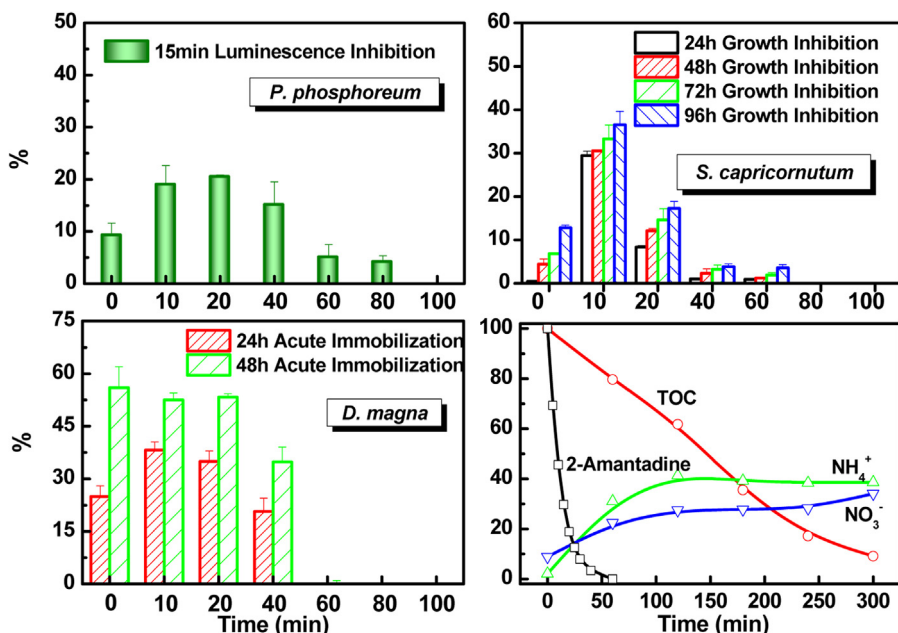 50
40
30
20
10
0
%
15min Luminescence Inhibition
P. phosphoreum
0 10 20 40 60 80 100
60
50
40
30
20
10
0
24h Growth Inhibition
48h Growth Inhibition
72h Growth Inhibition
96h Growth Inhibition
S. capricornutum
0 10 20 40 60 80 100
75
60
45
30
15
0
%
24h Acute Immobilization
48h Acute Immobilization
D. magna
0 10 20 40 60 80 100
Time (min)
100
80
60
40
20
0
TOC
2-Amantadine
NH₄⁺
NO₃⁻
0 50 100 150 200 250 300
Time (min)